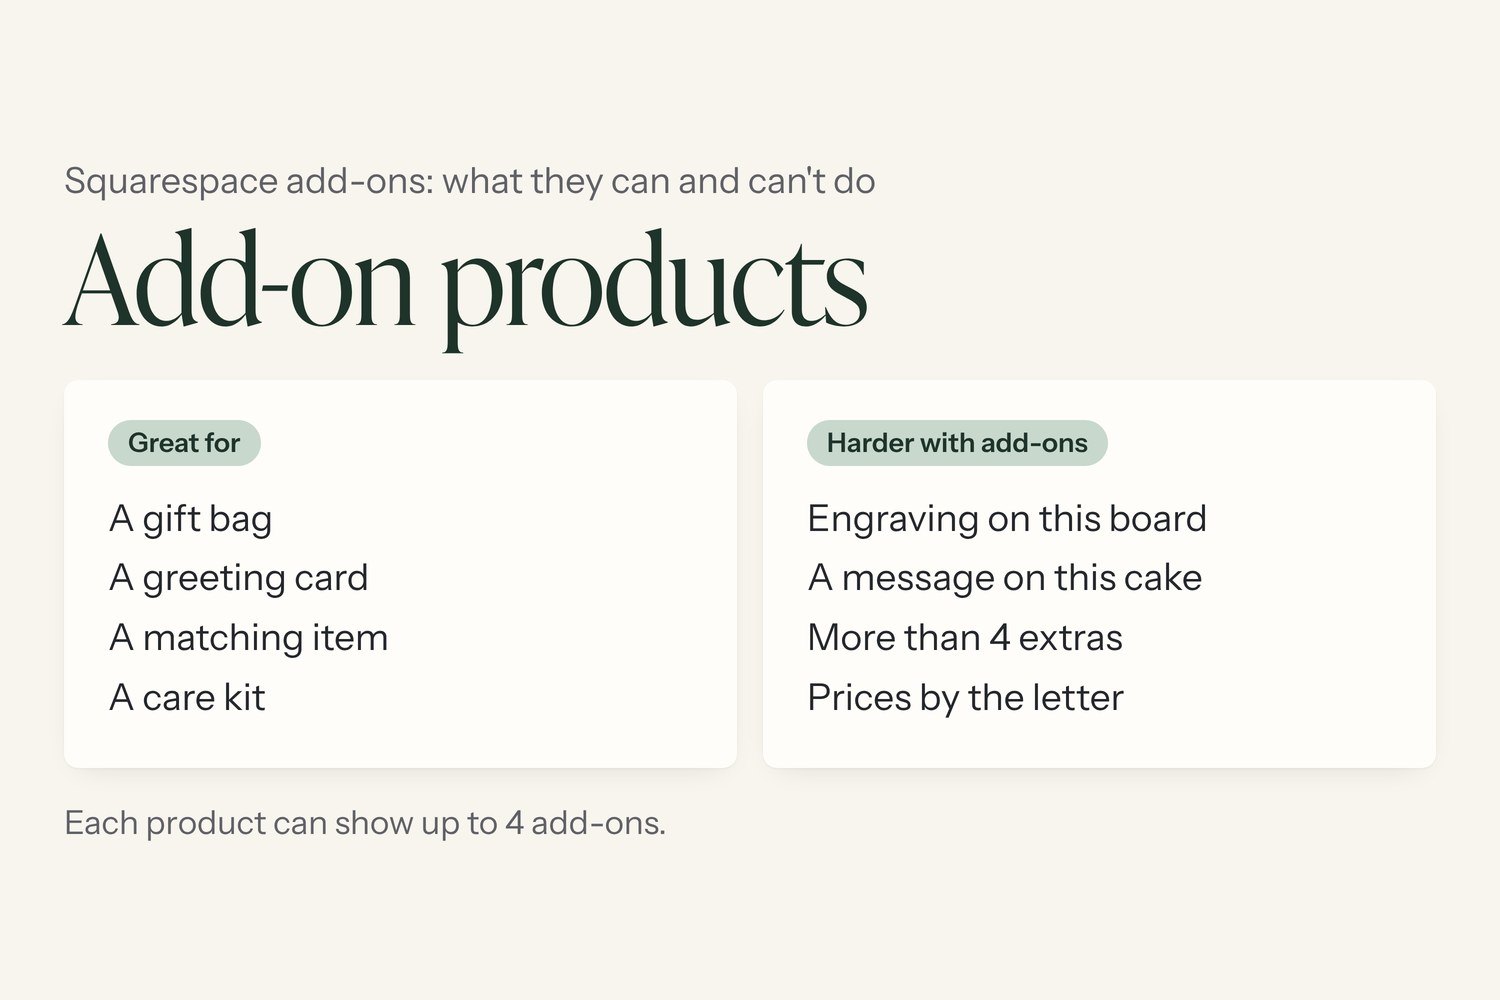 Squarespace add-ons: what they can and can't do
Add-on products
Great for
A gift bag
A greeting card
A matching item
A care kit
Harder with add-ons
Engraving on this board
A message on this cake
More than 4 extras
Prices by the letter
Each product can show up to 4 add-ons.